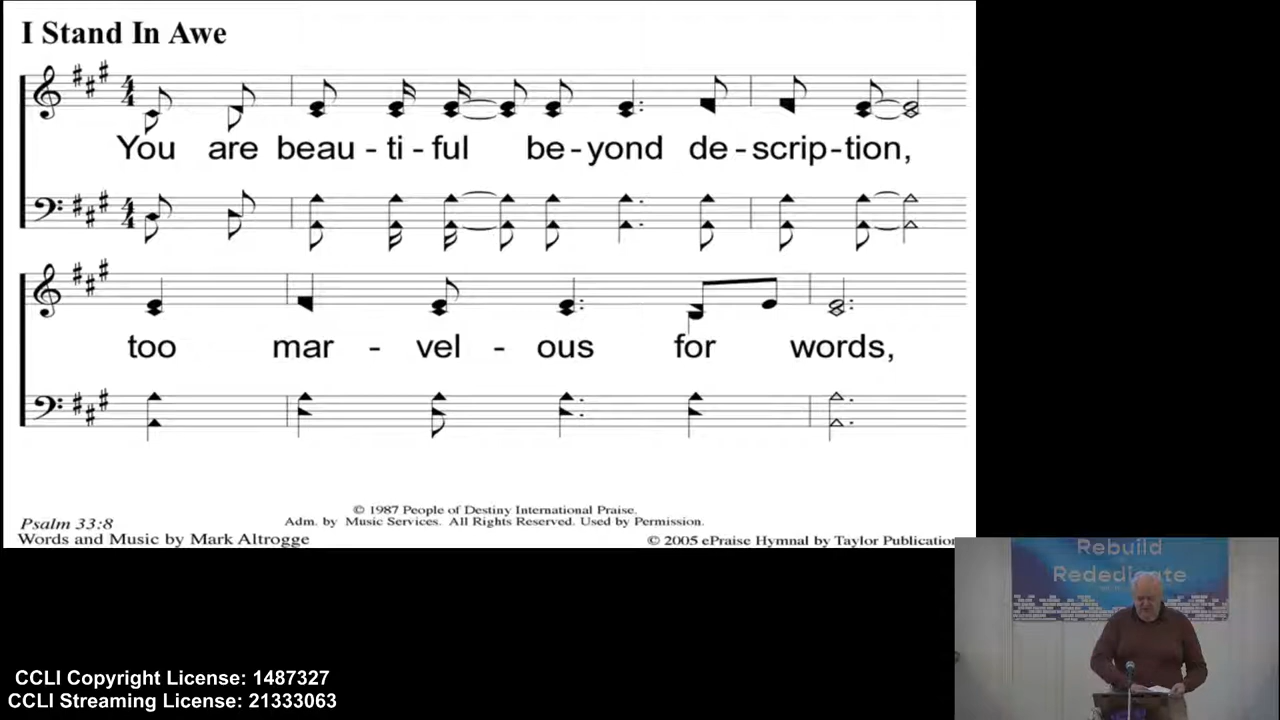 I Stand In Awe
You are beau - ti - ful be - yond de - scrip - tion,
too mar - vel - ous for words,
© 1987 People of Destiny International Praise.
Adm. by Music Services. All Rights Reserved. Used by Permission.
Psalm 33:8
Words and Music by Mark Altrogge
© 2005 ePraise Hymnal by Taylor Publication
Rebuild
Rededicate
CCLI Copyright License: 1487327
CCLI Streaming License: 21333063